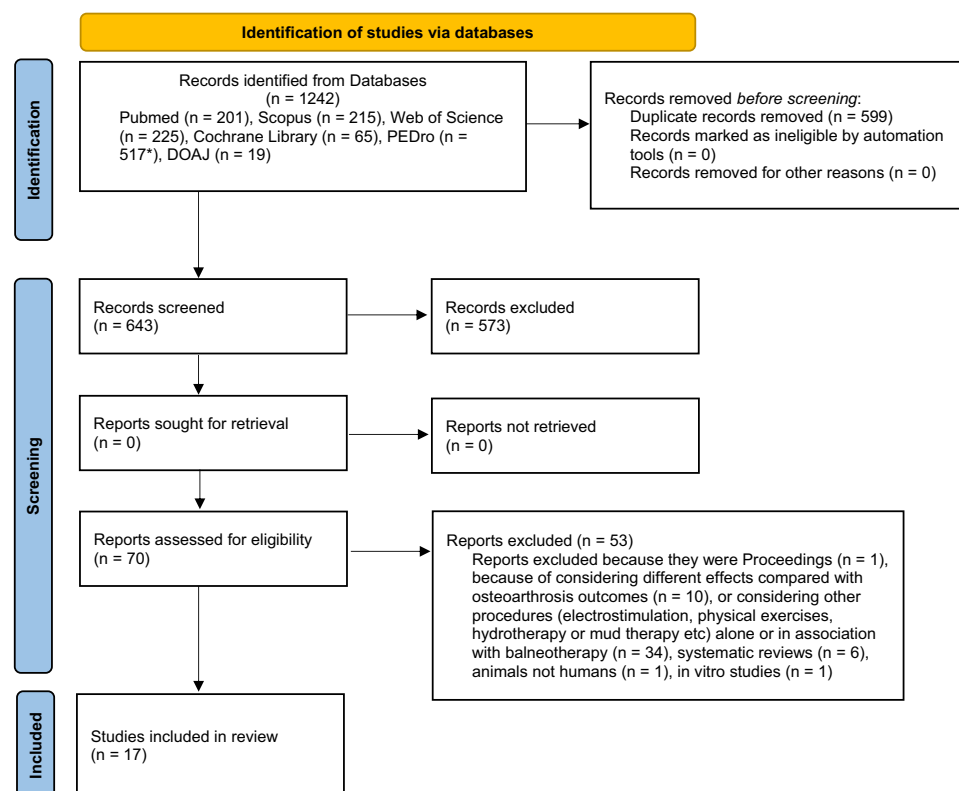 Identification of studies via databases
Identification
Records identified from Databases
(n = 1242)
Pubmed (n = 201), Scopus (n = 215), Web of Science
(n = 225), Cochrane Library (n = 65), PEDro (n =
517*), DOAJ (n = 19)
Records removed before screening:
Duplicate records removed (n = 599)
Records marked as ineligible by automation
tools (n = 0)
Records removed for other reasons (n = 0)
Screening
Records screened
(n = 643)
Records excluded
(n = 573)
Reports sought for retrieval
(n = 0)
Reports not retrieved
(n = 0)
Reports assessed for eligibility
(n = 70)
Reports excluded (n = 53)
Reports excluded because they were Proceedings (n = 1),
because of considering different effects compared with
osteoarthrosis outcomes (n = 10), or considering other
procedures (electrostimulation, physical exercises,
hydrotherapy or mud therapy etc) alone or in association
with balneotherapy (n = 34), systematic reviews (n = 6),
animals not humans (n = 1), in vitro studies (n = 1)
Included
Studies included in review
(n = 17)